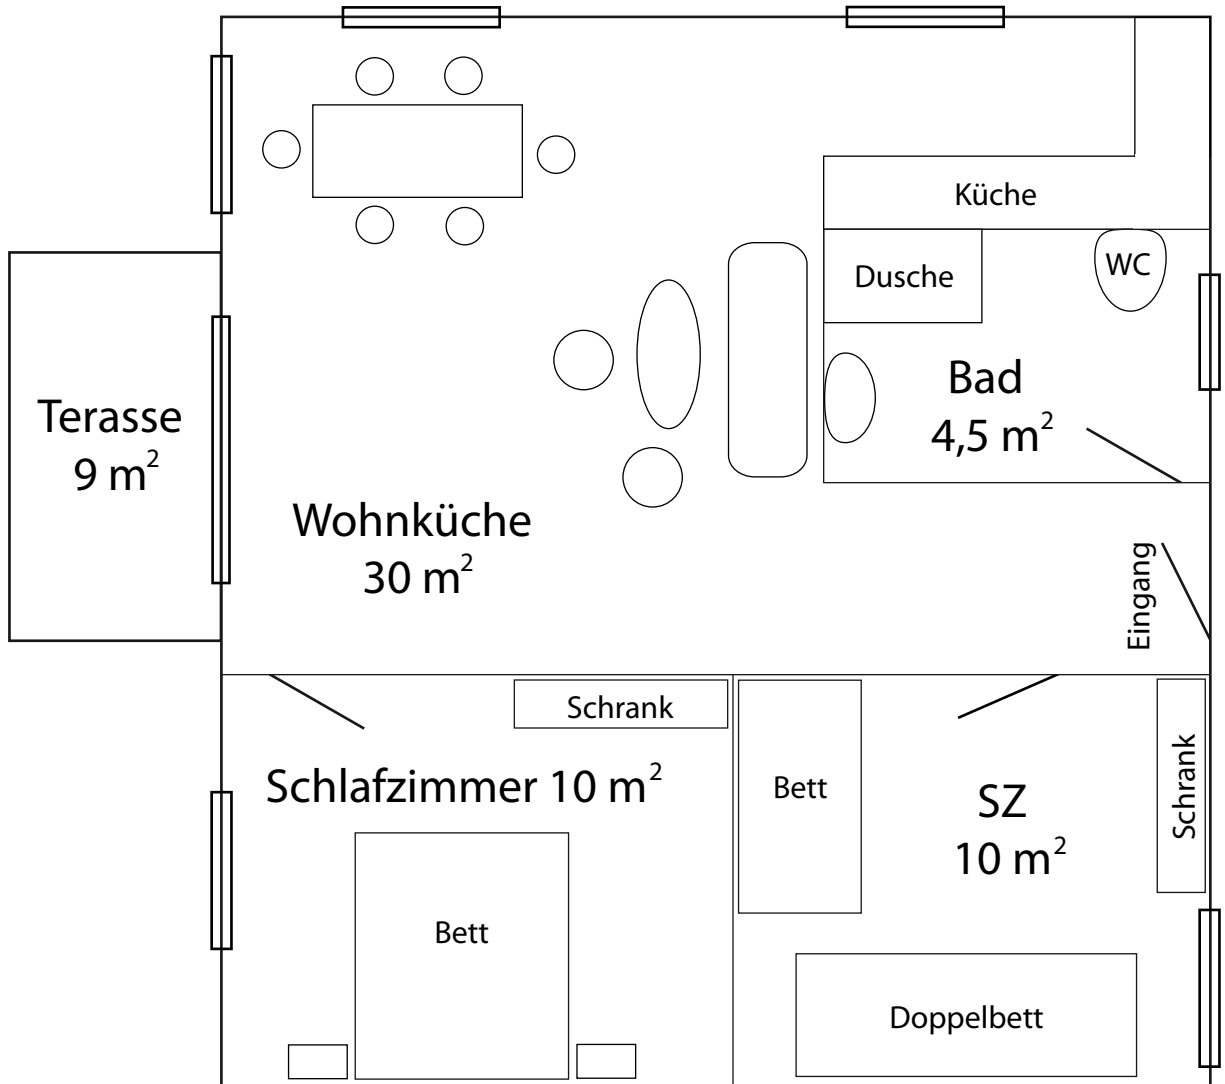 Küche
Dusche
WC
Bad
4,5 m²
Terasse
9 m²
Wohnküche
30 m²
Eingang
Schrank
Schlafzimmer 10 m²
Bett
Bett
SZ
10 m²
Schrank
Doppelbett